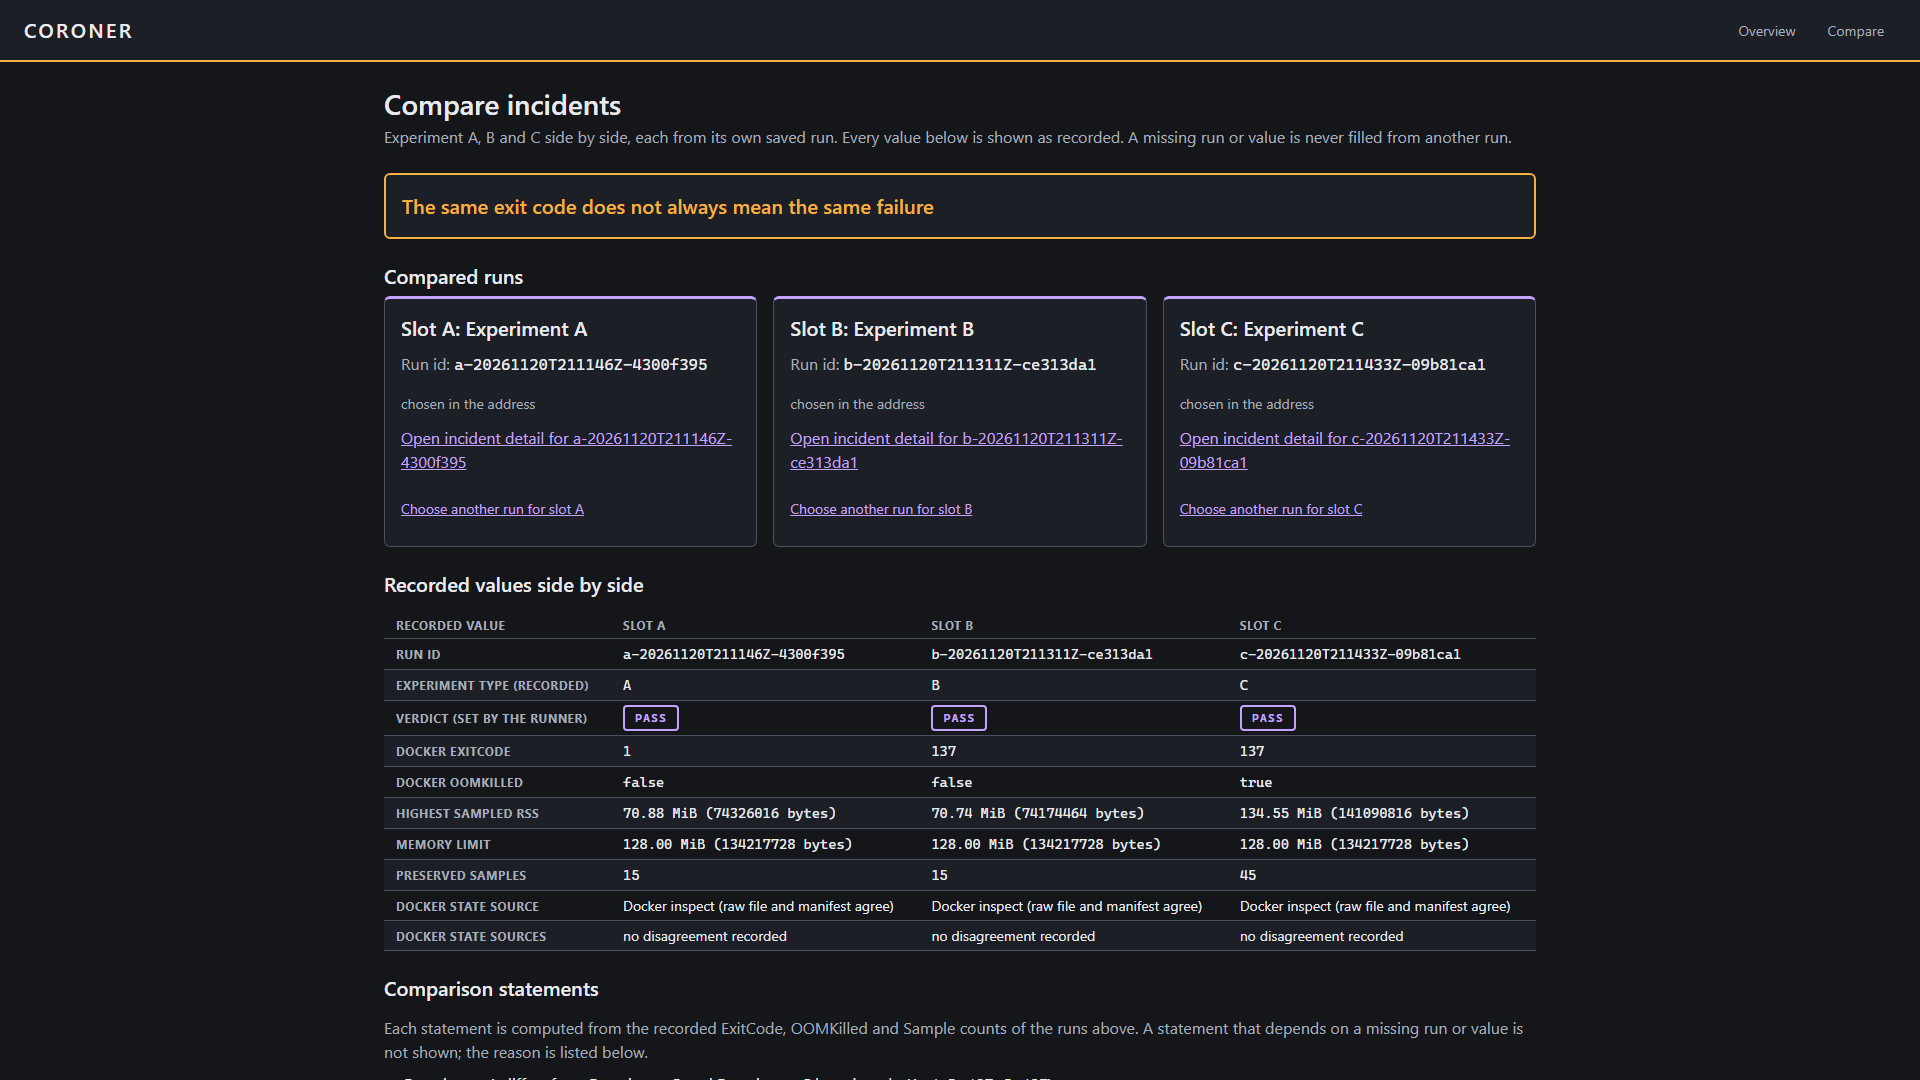 CORONER
Overview
Compare
Compare incidents
Experiment A, B and C side by side, each from its own saved run. Every value below is shown as recorded. A missing run or value is never filled from another run.
The same exit code does not always mean the same failure
Compared runs
Slot A: Experiment A
Run id: a-20261120T211146Z-4300f395
chosen in the address
Open incident detail for a-20261120T211146Z-
4300f395
Choose another run for slot A
Slot B: Experiment B
Run id: b-20261120T211311Z-ce313da1
chosen in the address
Open incident detail for b-20261120T211311Z-
ce313da1
Choose another run for slot B
Slot C: Experiment C
Run id: c-20261120T211433Z-09b81ca1
chosen in the address
Open incident detail for c-20261120T211433Z-
09b81ca1
Choose another run for slot C
Recorded values side by side
RECORDED VALUE SLOT A SLOT B SLOT C
RUN ID a-20261120T211146Z-4300f395 b-20261120T211311Z-ce313da1 c-20261120T211433Z-09b81ca1
EXPERIMENT TYPE (RECORDED) A B C
VERDICT (SET BY THE RUNNER) PASS PASS PASS
DOCKER EXITCODE 1 137 137
DOCKER OOMKILLED false false true
HIGHEST SAMPLED RSS 70.88 MiB (74326016 bytes) 70.74 MiB (74174464 bytes) 134.55 MiB (141090816 bytes)
MEMORY LIMIT 128.00 MiB (134217728 bytes) 128.00 MiB (134217728 bytes) 128.00 MiB (134217728 bytes)
PRESERVED SAMPLES 15 15 45
DOCKER STATE SOURCE Docker inspect (raw file and manifest agree) Docker inspect (raw file and manifest agree) Docker inspect (raw file and manifest agree)
DOCKER STATE SOURCES no disagreement recorded no disagreement recorded no disagreement recorded
Comparison statements
Each statement is computed from the recorded ExitCode, OOMKilled and Sample counts of the runs above. A statement that depends on a missing run or value is
not shown; the reason is listed below.